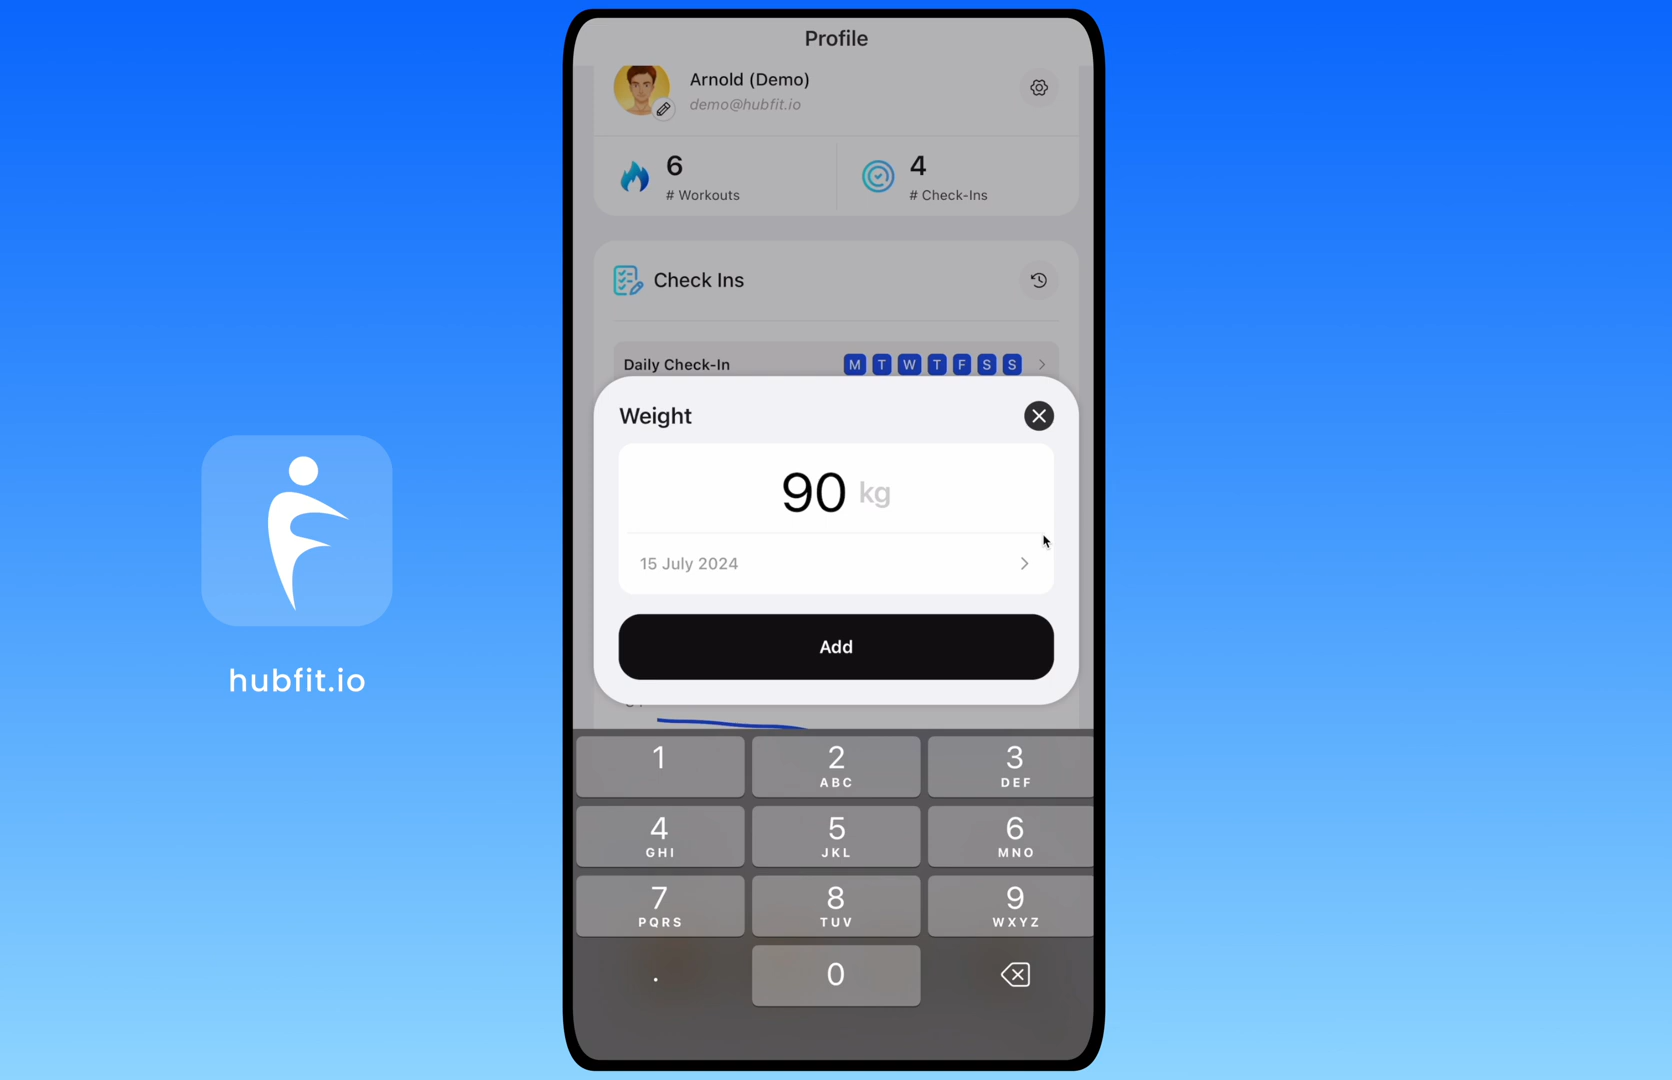 Profile
Arnold (Demo)
demo@hubfit.io
6
# Workouts
4
# Check-Ins
Check Ins
Daily Check-In M T W T F S S
Weight
90 kg
15 July 2024
Add
1
2
ABC
3
DEF
4
GHI
5
JKL
6
MNO
7
PQRS
8
TUV
9
WXYZ
.
0
hubfit.io